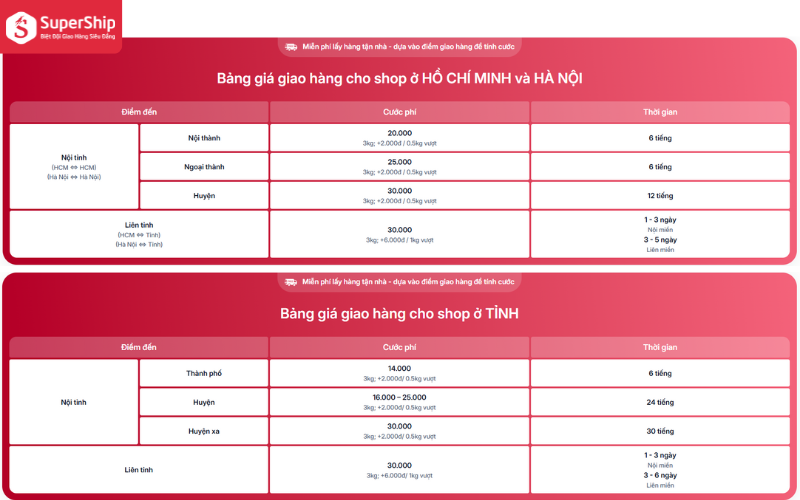 SuperShip
Biệt Đội Giao Hàng Siêu Đẳng
Miễn phí lấy hàng tận nhà - dựa vào điểm giao hàng để tính cước
Bảng giá giao hàng cho shop ở HỒ CHÍ MINH và HÀ NỘI
Điểm đến
Cước phí
Thời gian
Nội tỉnh
(HCM ⇔ HCM)
(Hà Nội ⇔ Hà Nội)
Nội thành
20.000
3kg; +2.000đ / 0.5kg vượt
6 tiếng
Ngoại thành
25.000
3kg; +2.000đ / 0.5kg vượt
6 tiếng
Huyện
30.000
3kg; +2.000đ / 0.5kg vượt
12 tiếng
Liên tỉnh
(HCM ⇔ Tỉnh)
(Hà Nội ⇔ Tỉnh)
30.000
3kg; +6.000đ / 1kg vượt
1 - 3 ngày
Nội miền
3 - 5 ngày
Liên miền
Miễn phí lấy hàng tận nhà - dựa vào điểm giao hàng để tính cước
Bảng giá giao hàng cho shop ở TỈNH
Điểm đến
Cước phí
Thời gian
Nội tỉnh
Thành phố
14.000
3kg; +2.000đ/ 0.5kg vượt
6 tiếng
Huyện
16.000 – 25.000
3kg; +2.000đ/ 0.5kg vượt
24 tiếng
Huyện xa
30.000
3kg; +2.000đ/ 0.5kg vượt
30 tiếng
Liên tỉnh
30.000
3kg; +6.000đ/ 1kg vượt
1 - 3 ngày
Nội miền
3 - 6 ngày
Liên miền